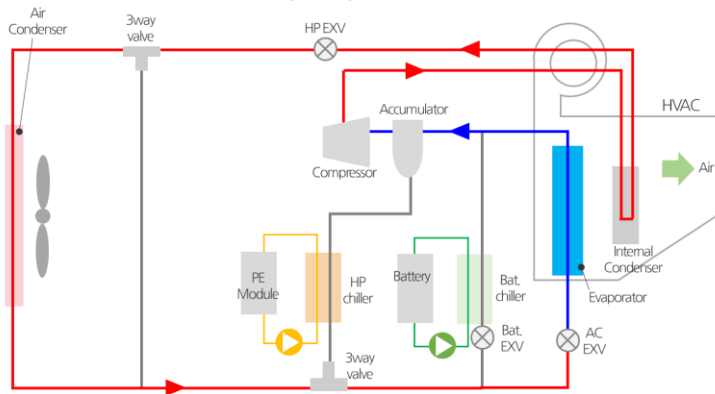 Air
Condenser
3way
valve
HP EXV
HVAC
Accumulator
Compressor
Air
Internal
Condenser
PE
Module
HP
chiller
Battery
Bat.
chiller
Evaporator
Bat.
EXV
AC
EXV
3way
valve